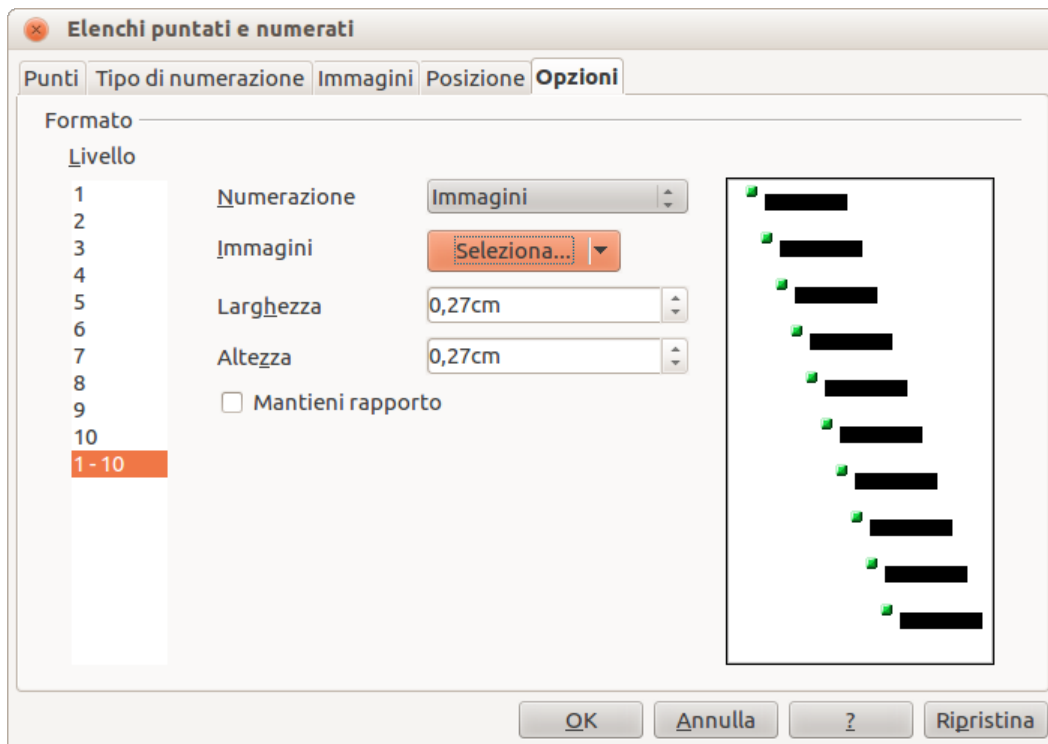 Elenchi puntati e numerati
Punti Tipo di numerazione Immagini Posizione Opzioni
Formato
Livello
1
2
3
4
5
6
7
8
9
10
1 - 10
Numerazione Immagini
Immagini Seleziona...
Larghezza 0,27cm
Altezza 0,27cm
Mantieni rapporto
OK Annulla ? Ripristina